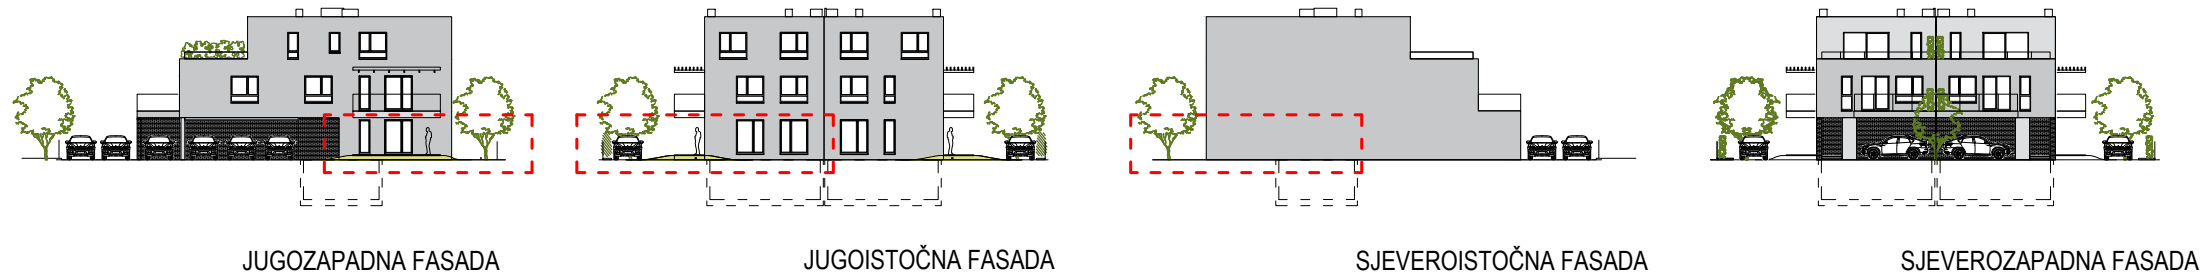 JUGOZAPADNA FASADA
JUGOISTOČNA FASADA
SJEVEROISTOČNA FASADA
SJEVEROZAPADNA FASADA